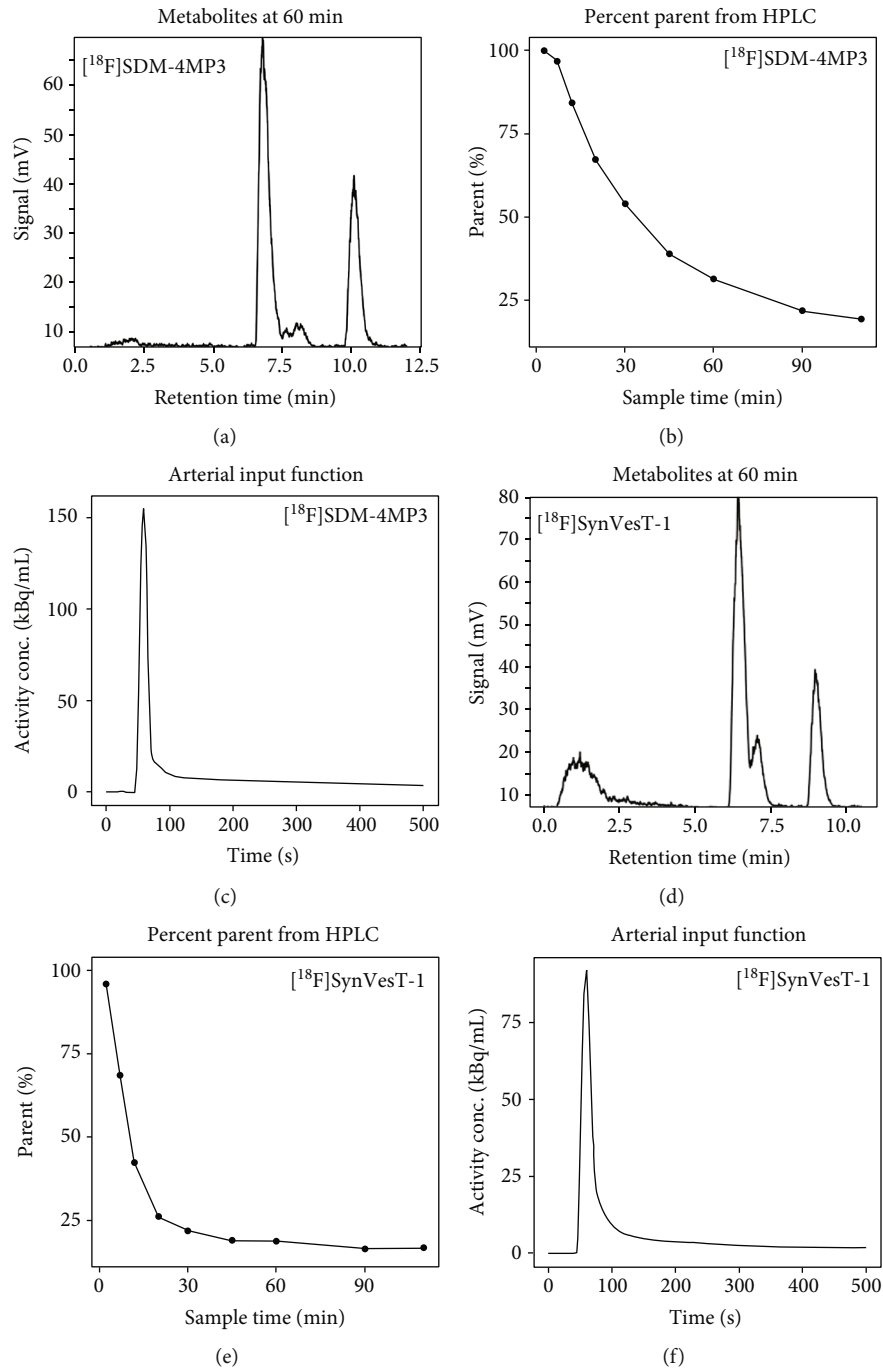 Metabolites at 60 min
[¹⁸F]SDM-4MP3
60
50
40
30
20
10
Signal (mV)
0.0 2.5 5.0 7.5 10.0 12.5
Retention time (min)
(a)
Percent parent from HPLC
[¹⁸F]SDM-4MP3
100
75
50
25
Parent (%)
0 30 60 90
Sample time (min)
(b)
Arterial input function
[¹⁸F]SDM-4MP3
150
100
50
0
Activity conc. (kBq/mL)
0 100 200 300 400 500
Time (s)
(c)
Metabolites at 60 min
[¹⁸F]SynVesT-1
80
70
60
50
40
30
20
10
Signal (mV)
0.0 2.5 5.0 7.5 10.0
Retention time (min)
(d)
Percent parent from HPLC
[¹⁸F]SynVesT-1
100
75
50
25
Parent (%)
0 30 60 90
Sample time (min)
(e)
Arterial input function
[¹⁸F]SynVesT-1
75
50
25
0
Activity conc. (kBq/mL)
0 100 200 300 400 500
Time (s)
(f)